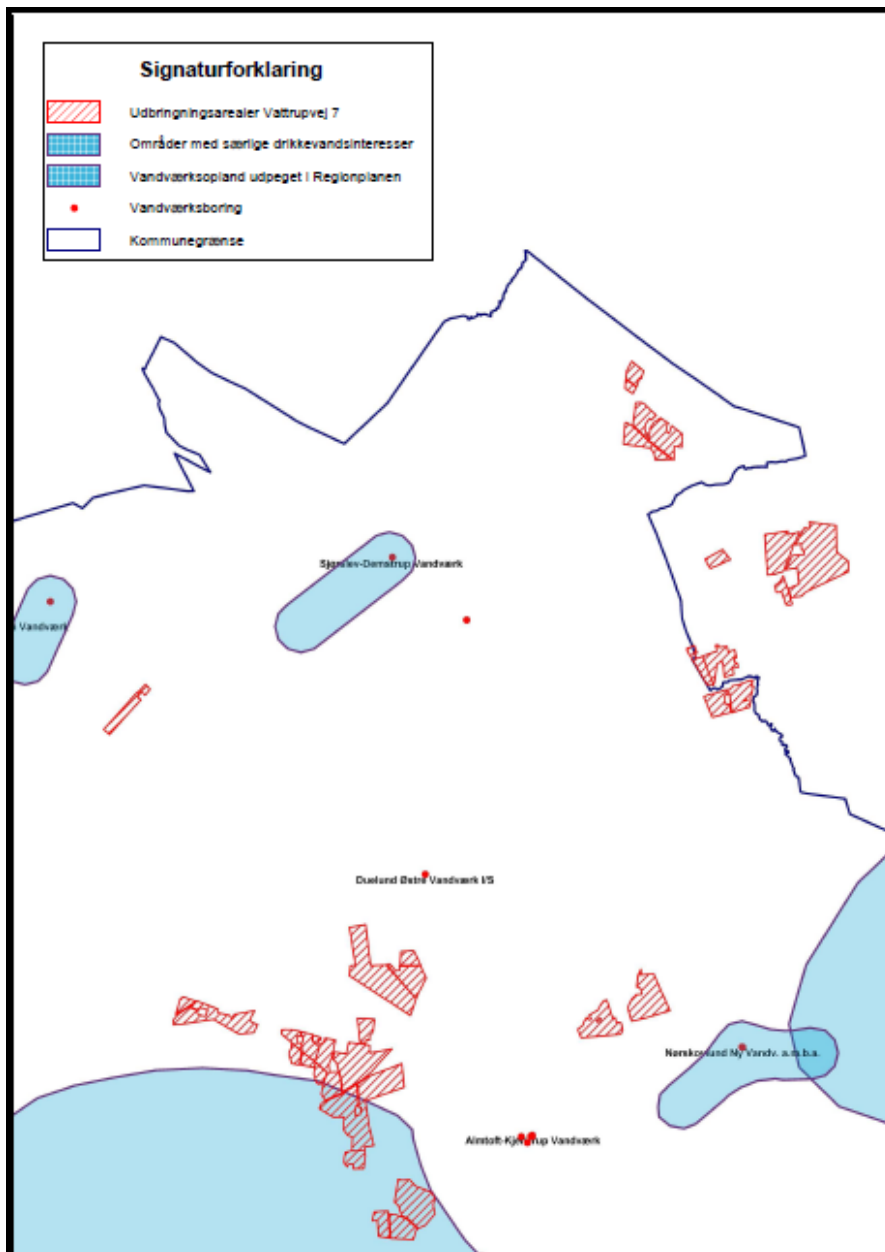 Signaturforklaring
Udbringningsarealer Vattrupvej 7
Områder med særlige drikkevandsinteresser
Vandværksopland udpeget i Regionplanen
Vandværksboring
Kommunegrænse
Vandværk
Vandværk
Duelund Østre Vandværk I/S
Ny Vandv. a.m.b.a.
Vandværk